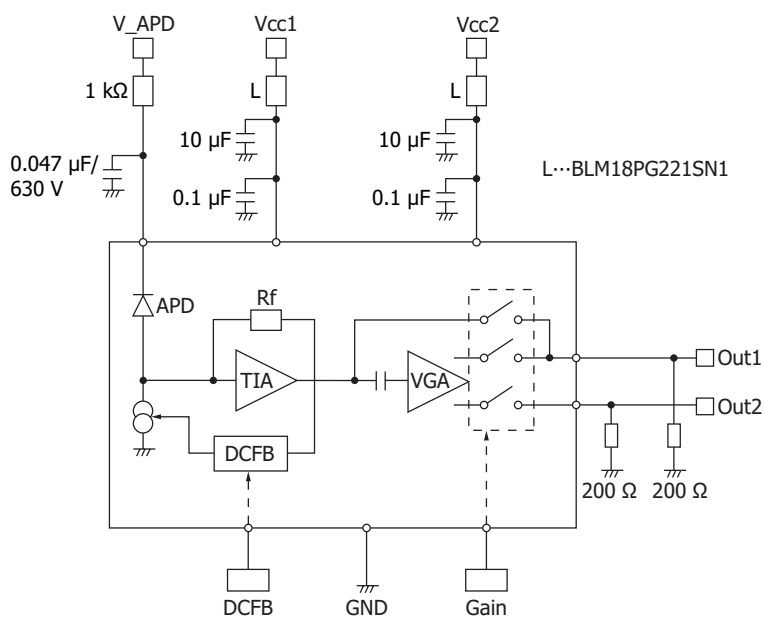 V_APD
Vcc1
Vcc2
1 kΩ
L
L
10 µF
10 µF
0.047 µF/
630 V
0.1 µF
0.1 µF
L···BLM18PG221SN1
APD
Rf
TIA
VGA
Out1
Out2
DCFB
200 Ω
200 Ω
DCFB
GND
Gain